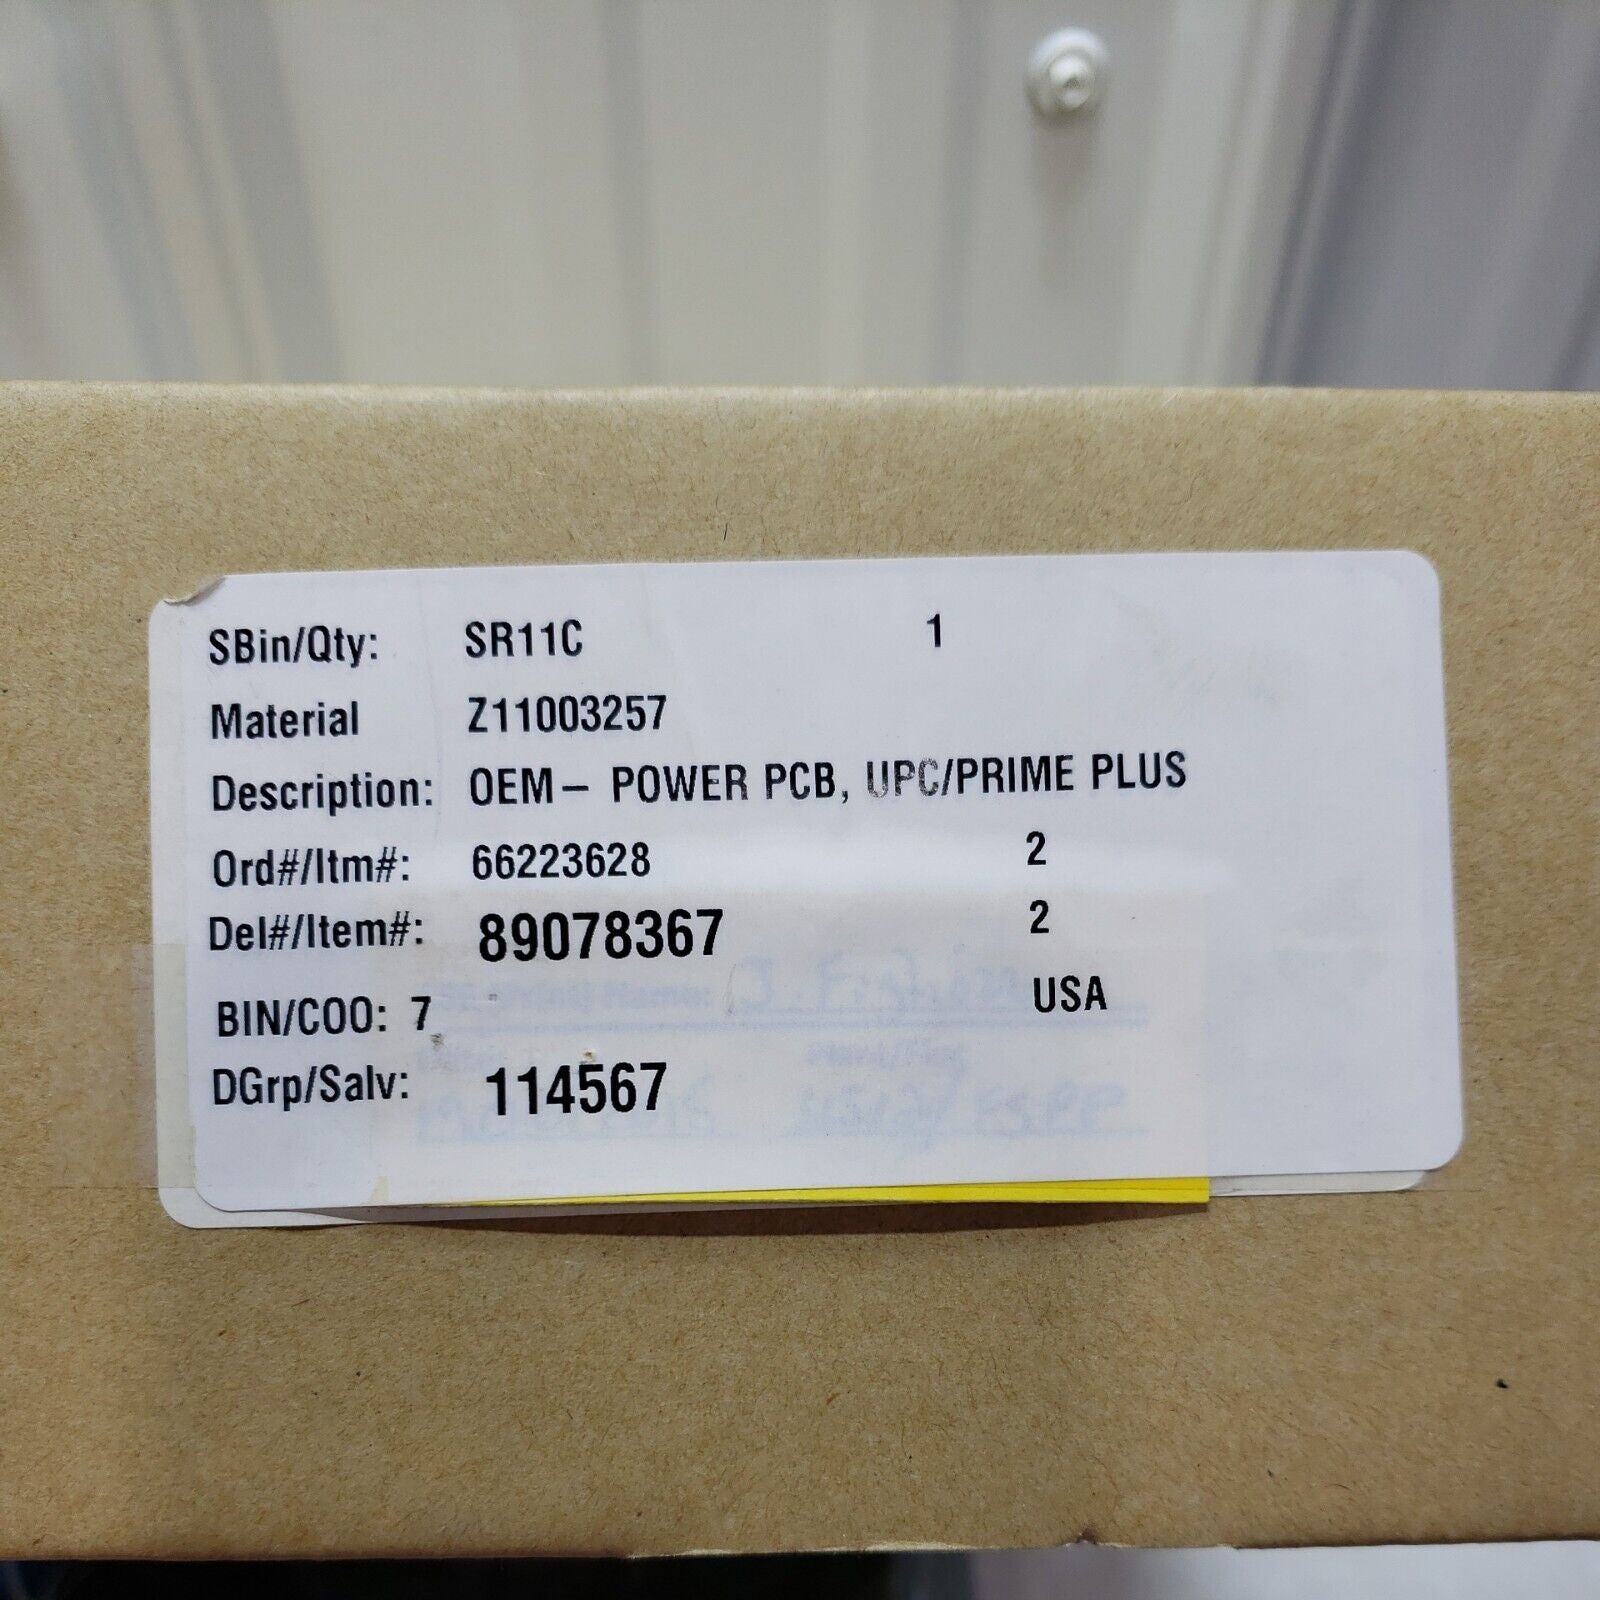 SBin/Qty: SR11C 1
Material Z11003257
Description: OEM– POWER PCB, UPC/PRIME PLUS
Ord#/Itm#: 66223628 2
Del#/Item#: 89078367 2
BIN/COO: 7 USA
DGrp/Salv: 114567